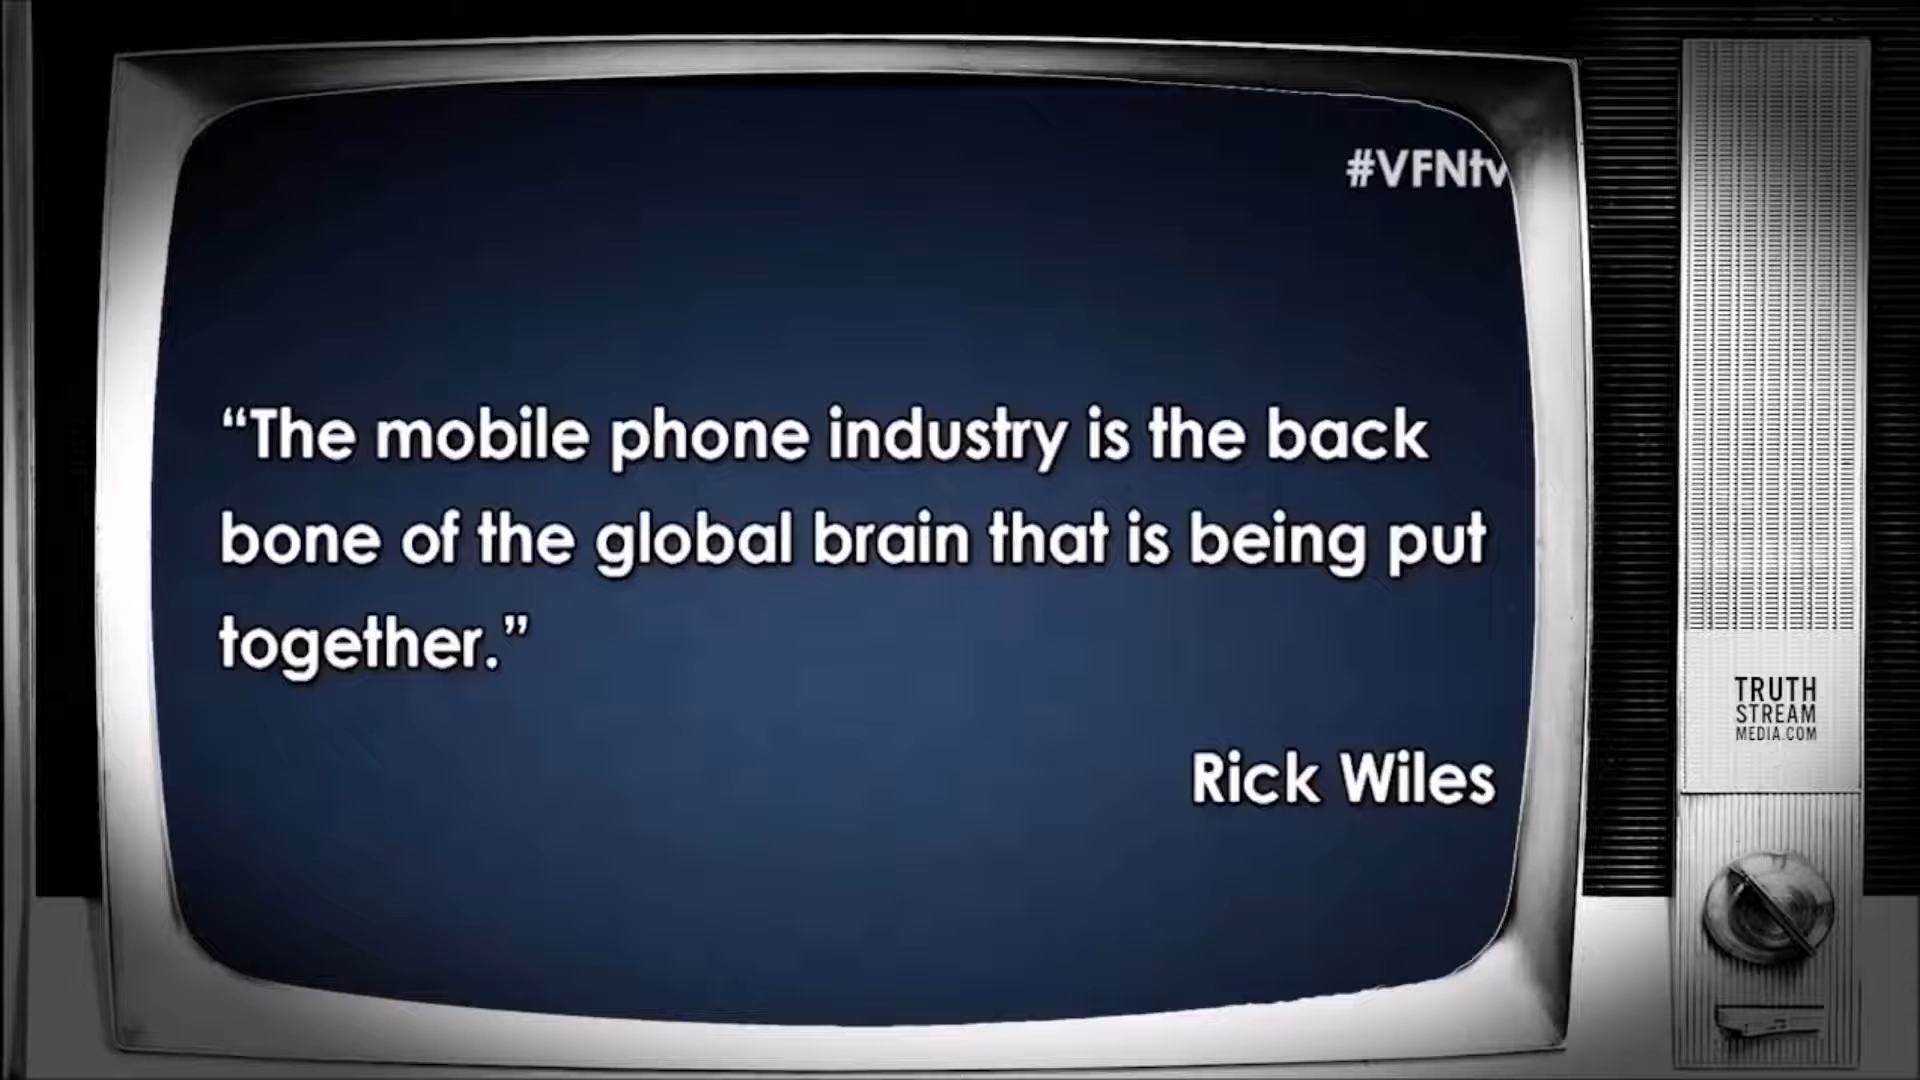 #VFNtv
“The mobile phone industry is the back
bone of the global brain that is being put
together.”
Rick Wiles
TRUTH
STREAM
MEDIA.COM